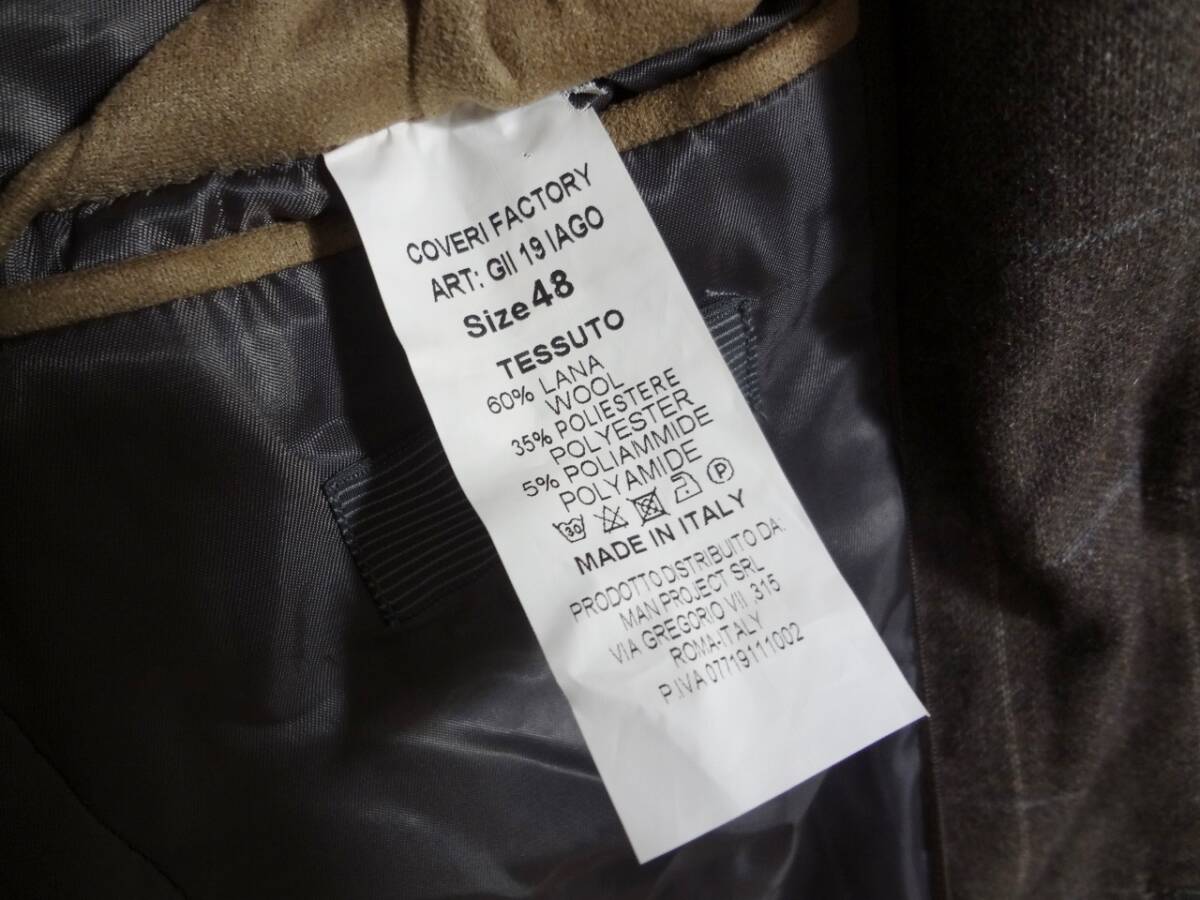 COVERI FACTORY
ART: GII 19 IAGO
Size 48
TESSUTO
60% LANA
WOOL
35% POLIESTERE
POLYESTER
5% POLIAMMIDE
POLYAMIDE
30 P
MADE IN ITALY
PRODOTTO DISTRIBUITO DA:
MAN PROJECT SRL
VIA GREGORIO VII, 315
ROMA-ITALY
P.IVA 07719111002